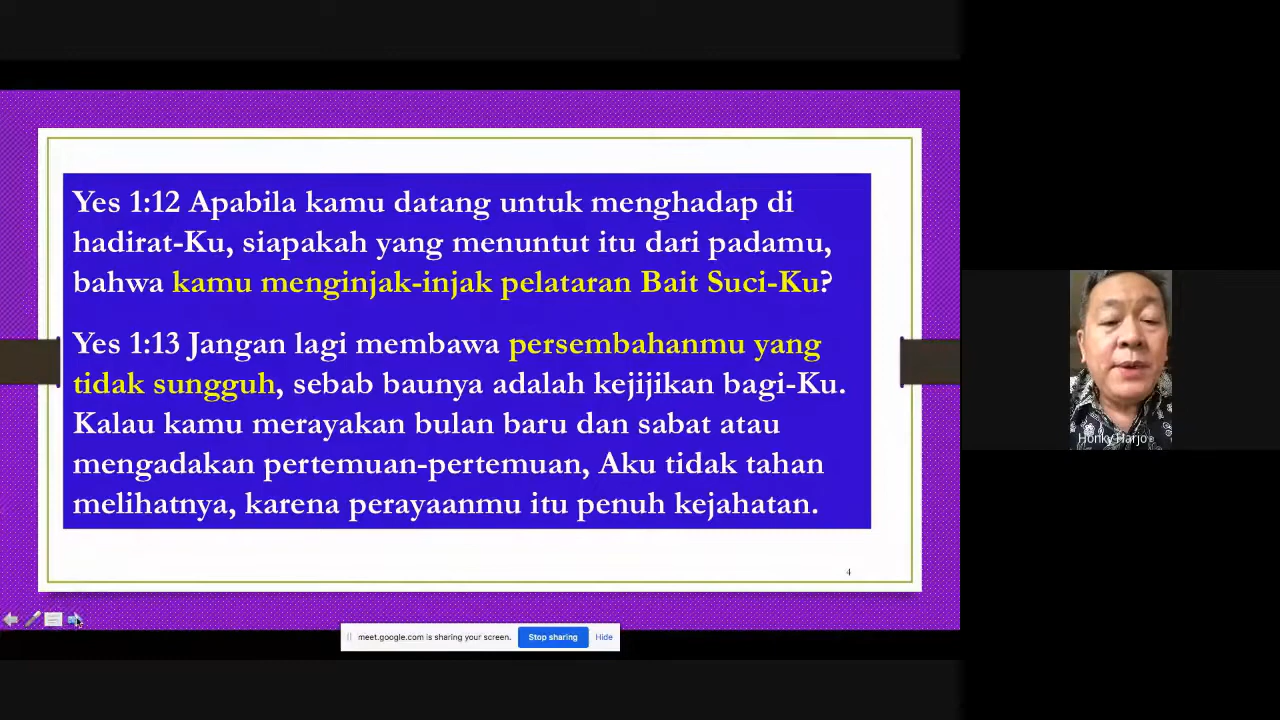 Yes 1:12 Apabila kamu datang untuk menghadap di
hadirat-Ku, siapakah yang menuntut itu dari padamu,
bahwa kamu menginjak-injak pelataran Bait Suci-Ku?
Yes 1:13 Jangan lagi membawa persembahanmu yang
tidak sungguh, sebab baunya adalah kejijikan bagi-Ku.
Kalau kamu merayakan bulan baru dan sabat atau
mengadakan pertemuan-pertemuan, Aku tidak tahan
melihatnya, karena perayaanmu itu penuh kejahatan.
4
Honky Harjo
meet.google.com is sharing your screen. Stop sharing Hide